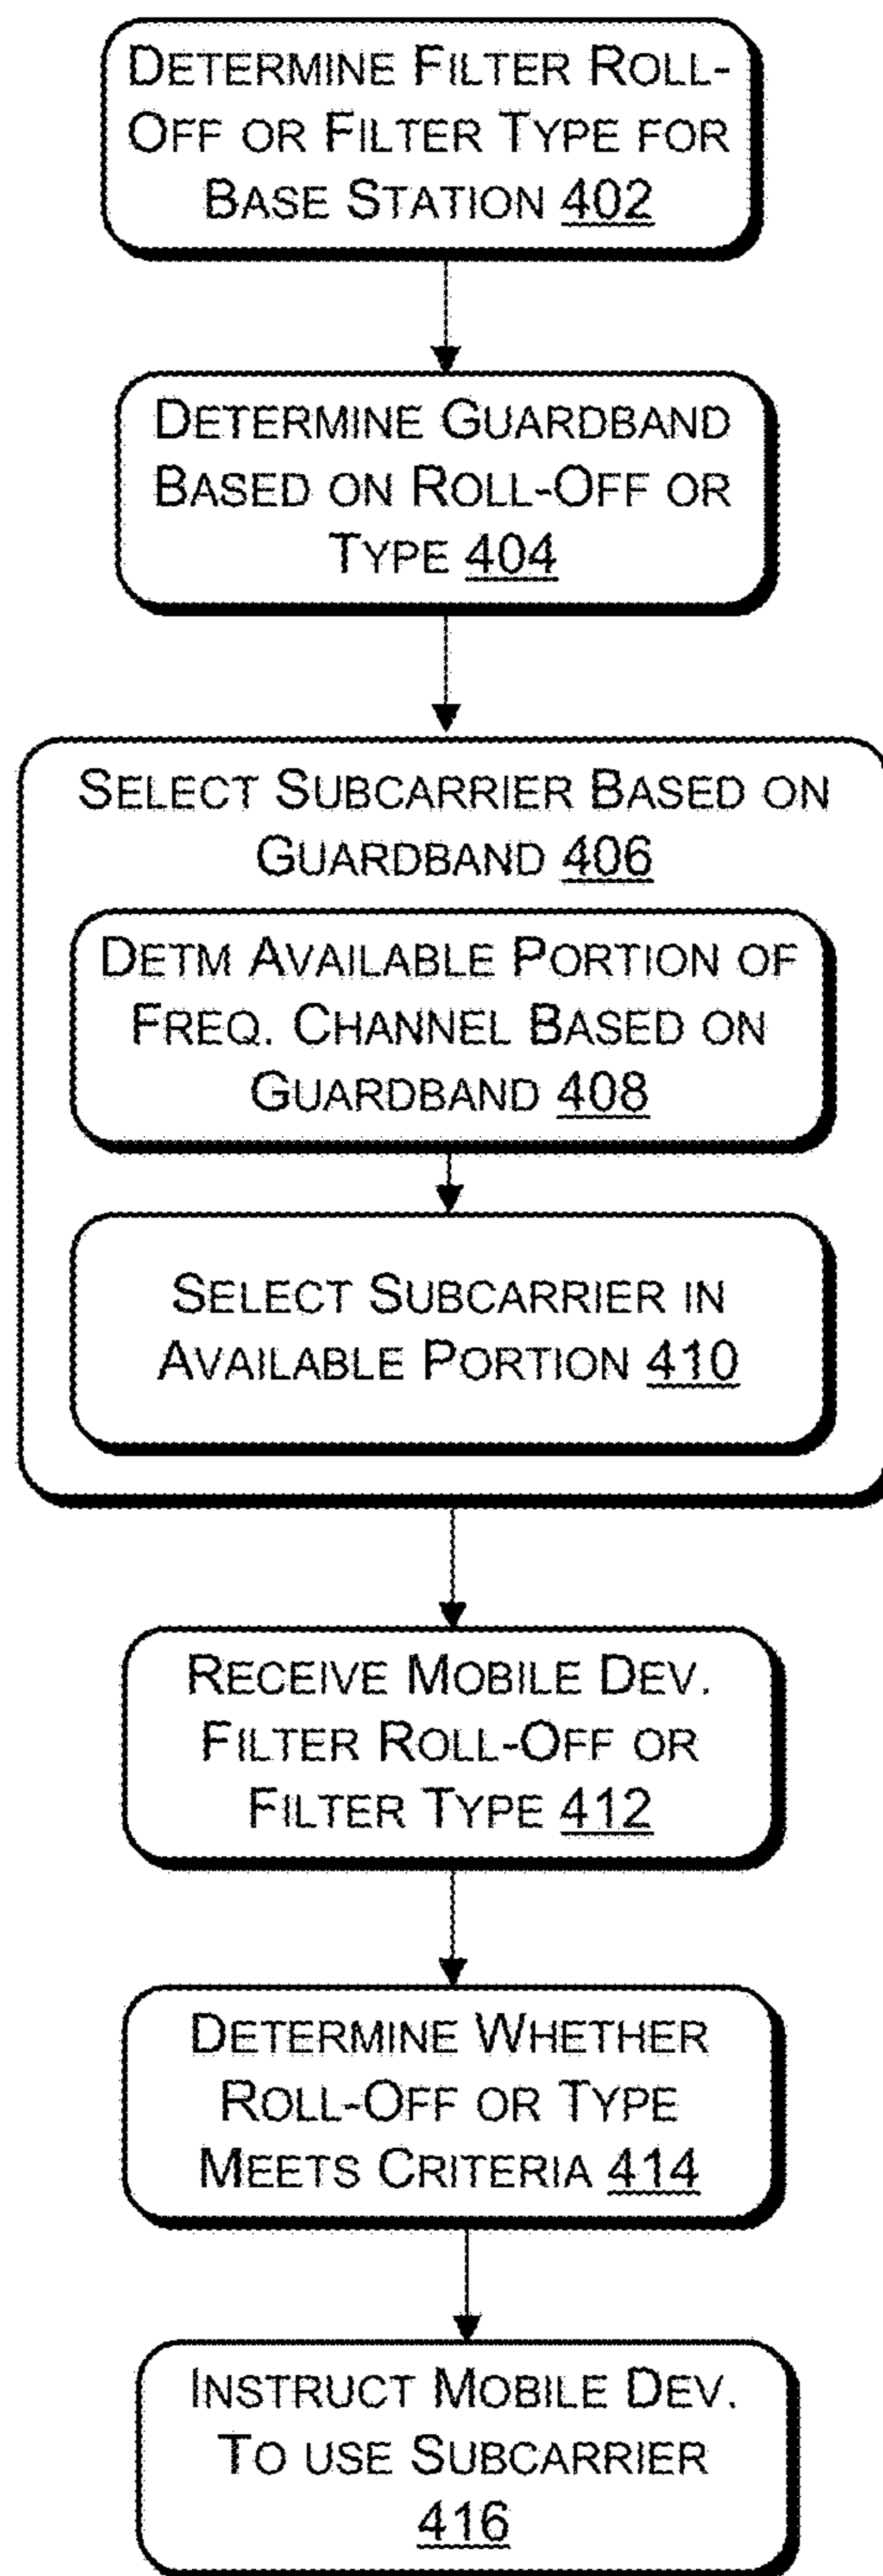 DETERMINE FILTER ROLL-
OFF OR FILTER TYPE FOR
BASE STATION 402
DETERMINE GUARDBAND
BASED ON ROLL-OFF OR
TYPE 404
SELECT SUBCARRIER BASED ON
GUARDBAND 406
DETM AVAILABLE PORTION OF
FREQ. CHANNEL BASED ON
GUARDBAND 408
SELECT SUBCARRIER IN
AVAILABLE PORTION 410
RECEIVE MOBILE DEV.
FILTER ROLL-OFF OR
FILTER TYPE 412
DETERMINE WHETHER
ROLL-OFF OR TYPE
MEETS CRITERIA 414
INSTRUCT MOBILE DEV.
TO USE SUBCARRIER
416